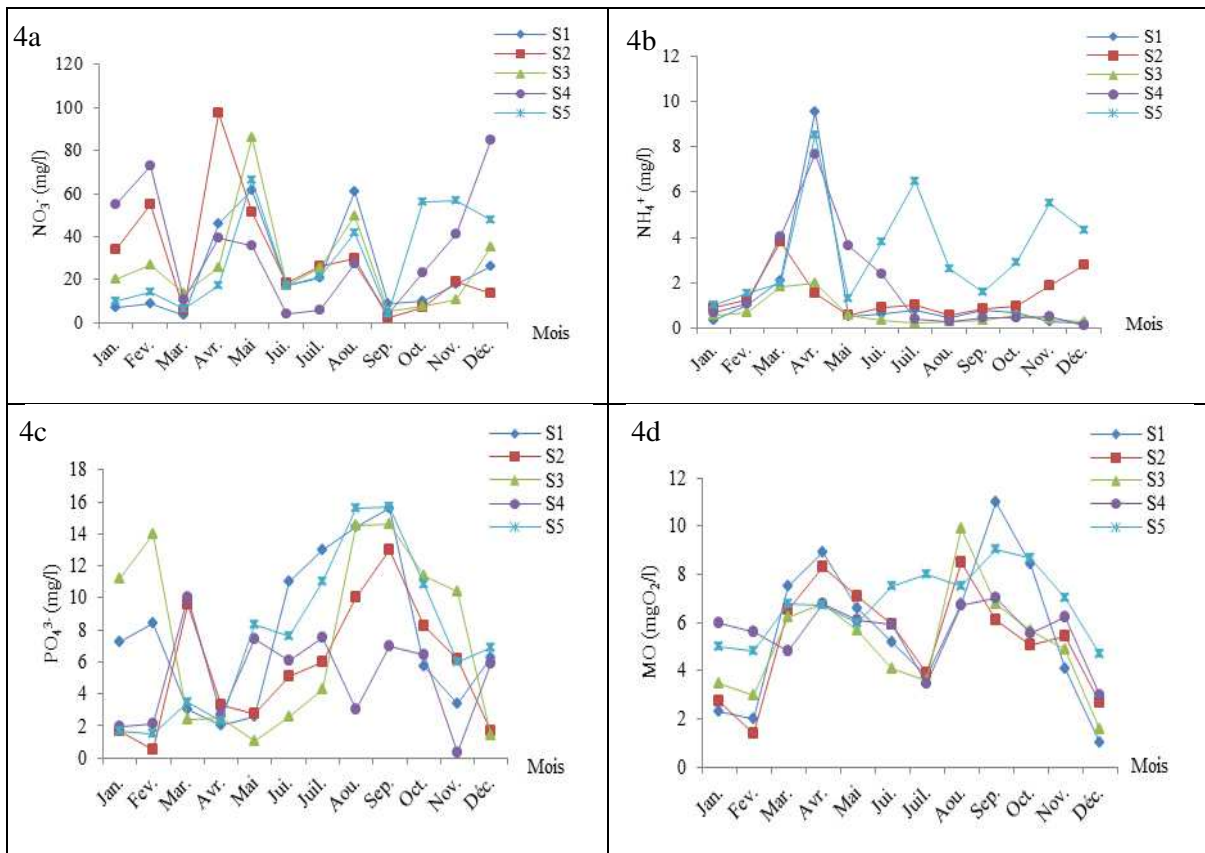 4a
S1
S2
S3
S4
S5
NO₃⁻ (mg/l)
120
100
80
60
40
20
0
Mois
Jan. Fev. Mar. Avr. Mai Jui. Juil. Aou. Sep. Oct. Nov. Déc.
4b
S1
S2
S3
S4
S5
NH₄⁺ (mg/l)
12
10
8
6
4
2
0
Mois
Jan. Fev. Mar. Avr. Mai Jui. Juil. Aou. Sep. Oct. Nov. Déc.
4c
S1
S2
S3
S4
S5
PO₄³⁻ (mg/l)
18
16
14
12
10
8
6
4
2
0
Mois
Jan. Fev. Mar. Avr. Mai Jui. Juil. Aou. Sep. Oct. Nov. Déc.
4d
S1
S2
S3
S4
S5
MO (mgO₂/l)
12
10
8
6
4
2
0
Mois
Jan. Fev. Mar. Avr. Mai Jui. Juil. Aou. Sep. Oct. Nov. Déc.